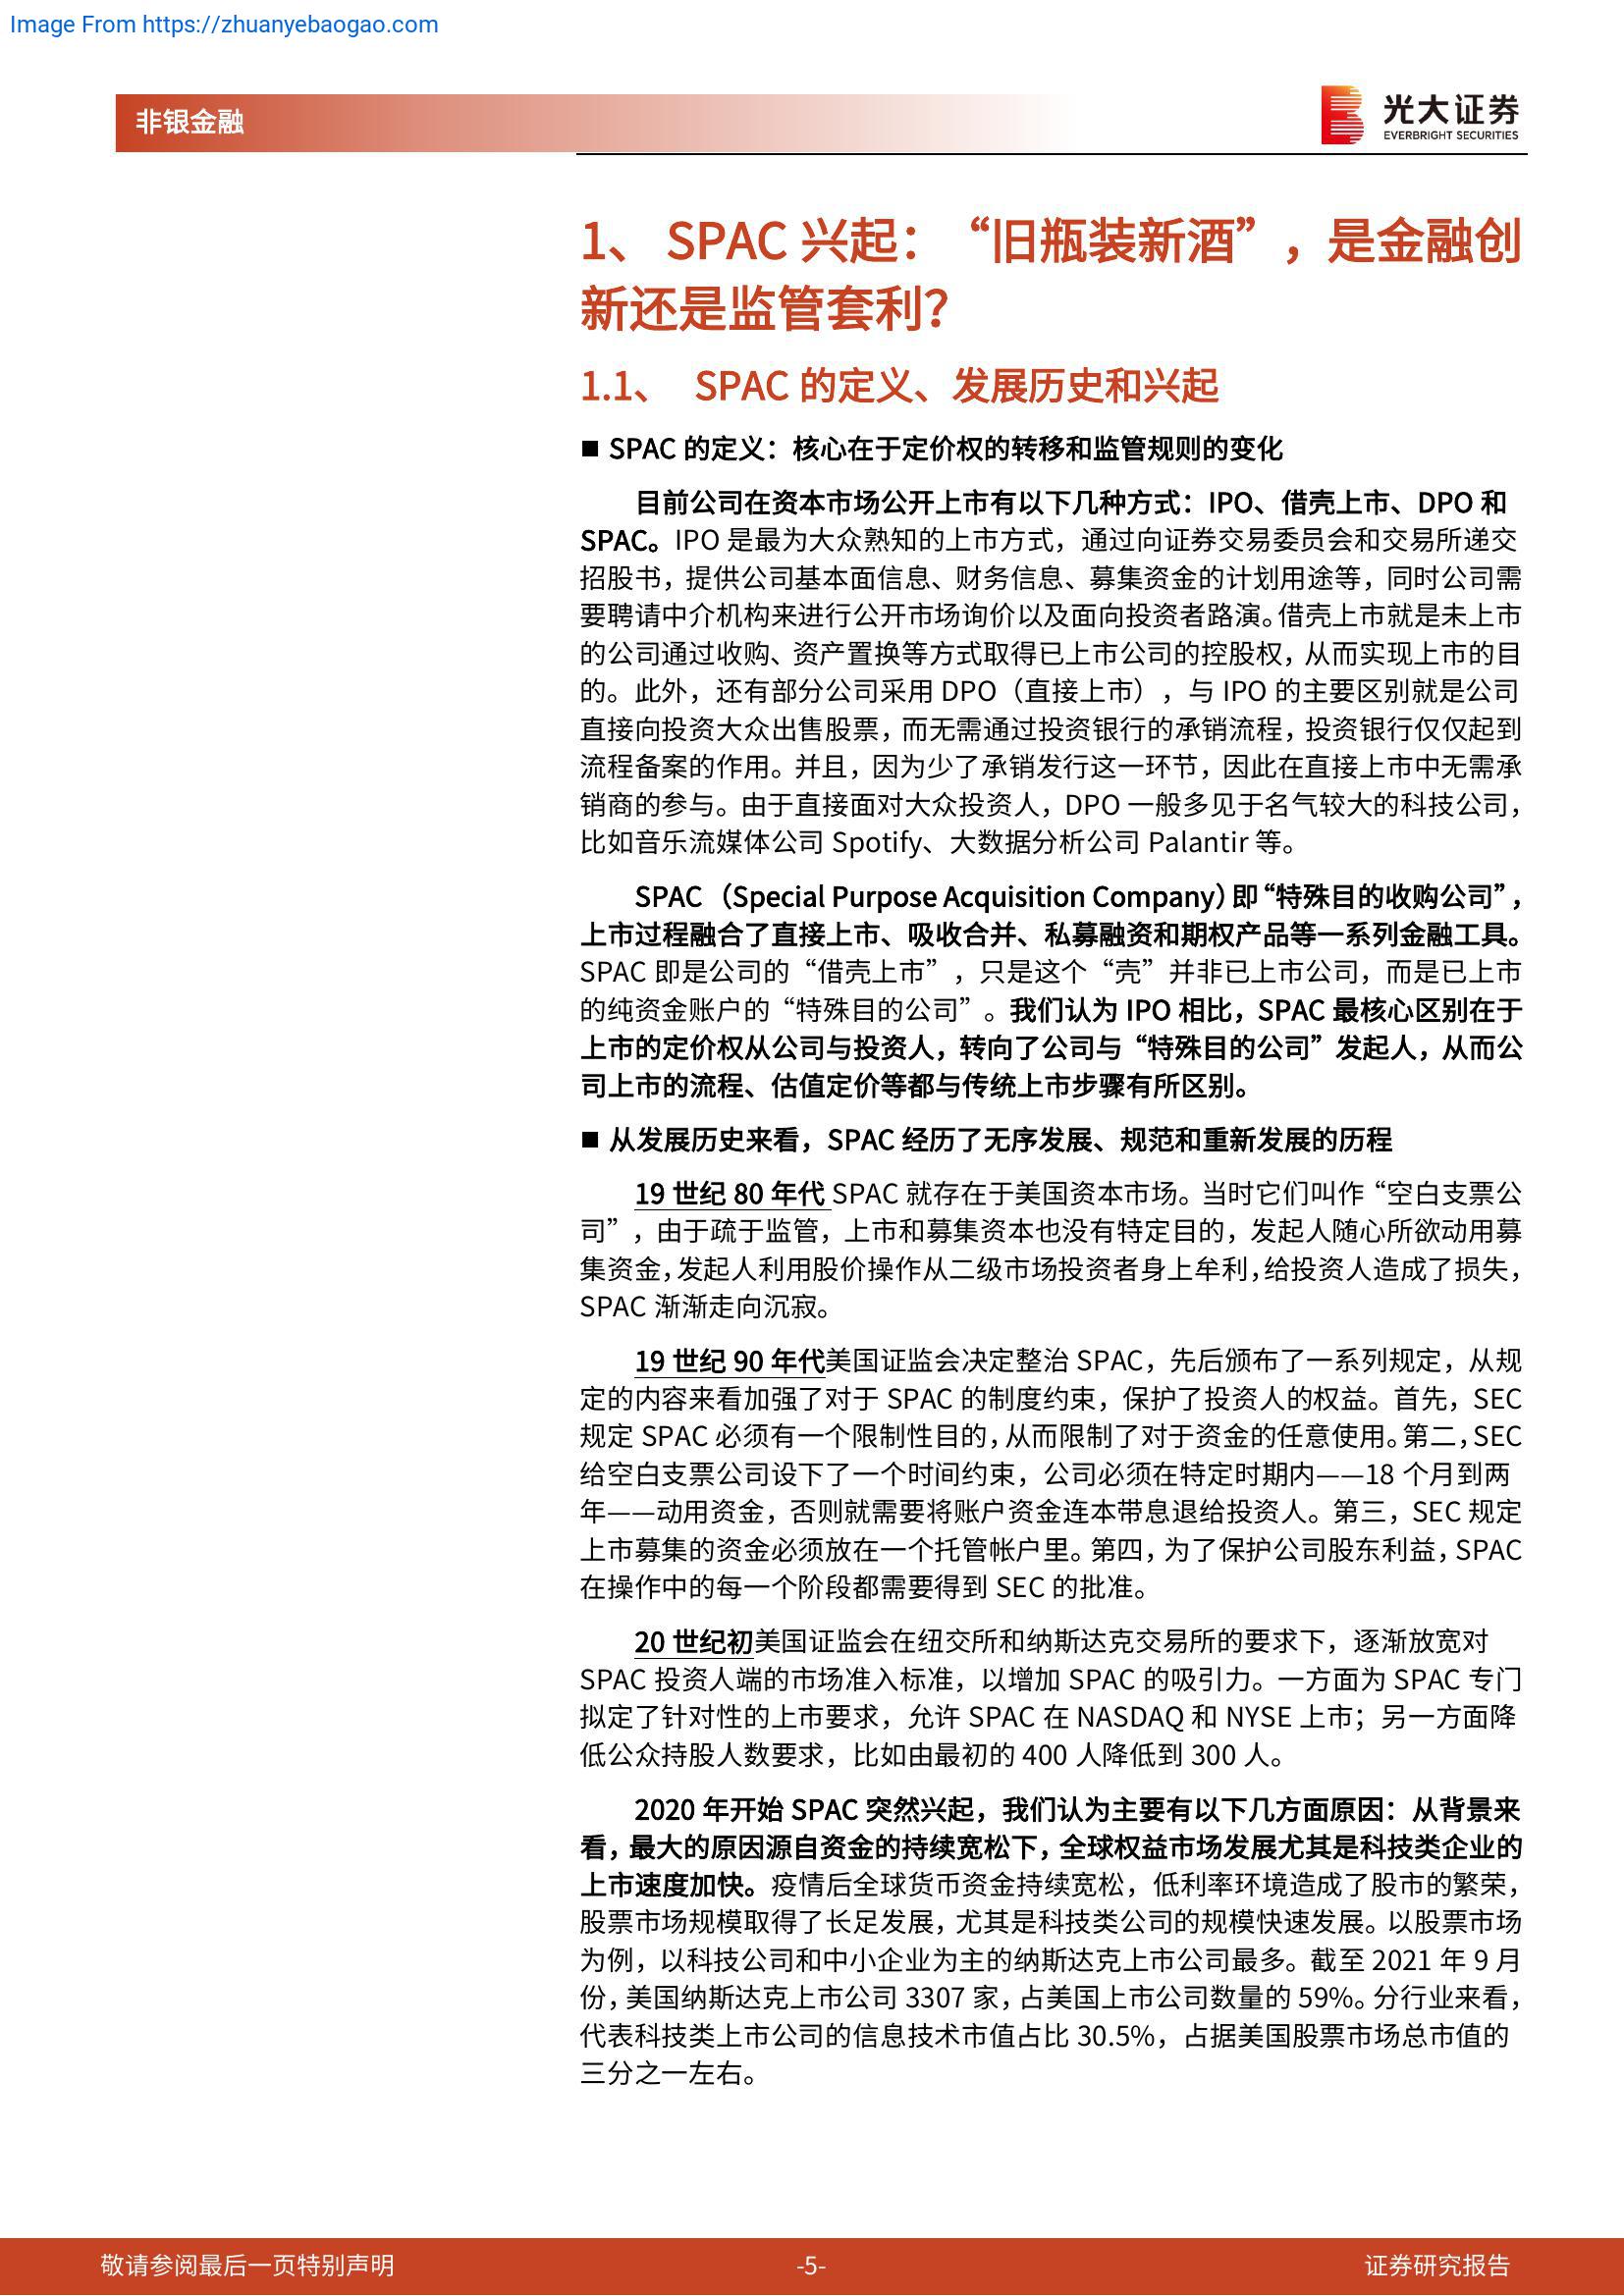 Image From https://zhuanyebaogao.com
非银金融
光大证券
EVERBRIGHT SECURITIES
1、 SPAC 兴起：“旧瓶装新酒”，是金融创
新还是监管套利？
1.1、 SPAC 的定义、发展历史和兴起
■ SPAC 的定义：核心在于定价权的转移和监管规则的变化
目前公司在资本市场公开上市有以下几种方式：IPO、借壳上市、DPO 和
SPAC。IPO 是最为大众熟知的上市方式，通过向证券交易委员会和交易所递交
招股书，提供公司基本面信息、财务信息、募集资金的计划用途等，同时公司需
要聘请中介机构来进行公开市场询价以及面向投资者路演。借壳上市就是未上市
的公司通过收购、资产置换等方式取得已上市公司的控股权，从而实现上市的目
的。此外，还有部分公司采用 DPO（直接上市），与 IPO 的主要区别就是公司
直接向投资大众出售股票，而无需通过投资银行的承销流程，投资银行仅仅起到
流程备案的作用。并且，因为少了承销发行这一环节，因此在直接上市中无需承
销商的参与。由于直接面对大众投资人，DPO 一般多见于名气较大的科技公司，
比如音乐流媒体公司 Spotify、大数据分析公司 Palantir 等。
SPAC（Special Purpose Acquisition Company）即“特殊目的收购公司”，
上市过程融合了直接上市、吸收合并、私募融资和期权产品等一系列金融工具。
SPAC 即是公司的“借壳上市”，只是这个“壳”并非已上市公司，而是已上市
的纯资金账户的“特殊目的公司”。我们认为 IPO 相比，SPAC 最核心区别在于
上市的定价权从公司与投资人，转向了公司与“特殊目的公司”发起人，从而公
司上市的流程、估值定价等都与传统上市步骤有所区别。
■ 从发展历史来看，SPAC 经历了无序发展、规范和重新发展的历程
19 世纪 80 年代 SPAC 就存在于美国资本市场。当时它们叫作“空白支票公
司”，由于疏于监管，上市和募集资本也没有特定目的，发起人随心所欲动用募
集资金，发起人利用股价操作从二级市场投资者身上牟利，给投资人造成了损失，
SPAC 渐渐走向沉寂。
19 世纪 90 年代美国证监会决定整治 SPAC，先后颁布了一系列规定，从规
定的内容来看加强了对于 SPAC 的制度约束，保护了投资人的权益。首先，SEC
规定 SPAC 必须有一个限制性目的，从而限制了对于资金的任意使用。第二，SEC
给空白支票公司设下了一个时间约束，公司必须在特定时期内——18 个月到两
年——动用资金，否则就需要将账户资金连本带息退给投资人。第三，SEC 规定
上市募集的资金必须放在一个托管帐户里。第四，为了保护公司股东利益，SPAC
在操作中的每一个阶段都需要得到 SEC 的批准。
20 世纪初美国证监会在纽交所和纳斯达克交易所的要求下，逐渐放宽对
SPAC 投资人端的市场准入标准，以增加 SPAC 的吸引力。一方面为 SPAC 专门
拟定了针对性的上市要求，允许 SPAC 在 NASDAQ 和 NYSE 上市；另一方面降
低公众持股人数要求，比如由最初的 400 人降低到 300 人。
2020 年开始 SPAC 突然兴起，我们认为主要有以下几方面原因：从背景来
看，最大的原因源自资金的持续宽松下，全球权益市场发展尤其是科技类企业的
上市速度加快。疫情后全球货币资金持续宽松，低利率环境造成了股市的繁荣，
股票市场规模取得了长足发展，尤其是科技类公司的规模快速发展。以股票市场
为例，以科技公司和中小企业为主的纳斯达克上市公司最多。截至 2021 年 9 月
份，美国纳斯达克上市公司 3307 家，占美国上市公司数量的 59%。分行业来看，
代表科技类上市公司的信息技术市值占比 30.5%，占据美国股票市场总市值的
三分之一左右。
敬请参阅最后一页特别声明
-5-
证券研究报告